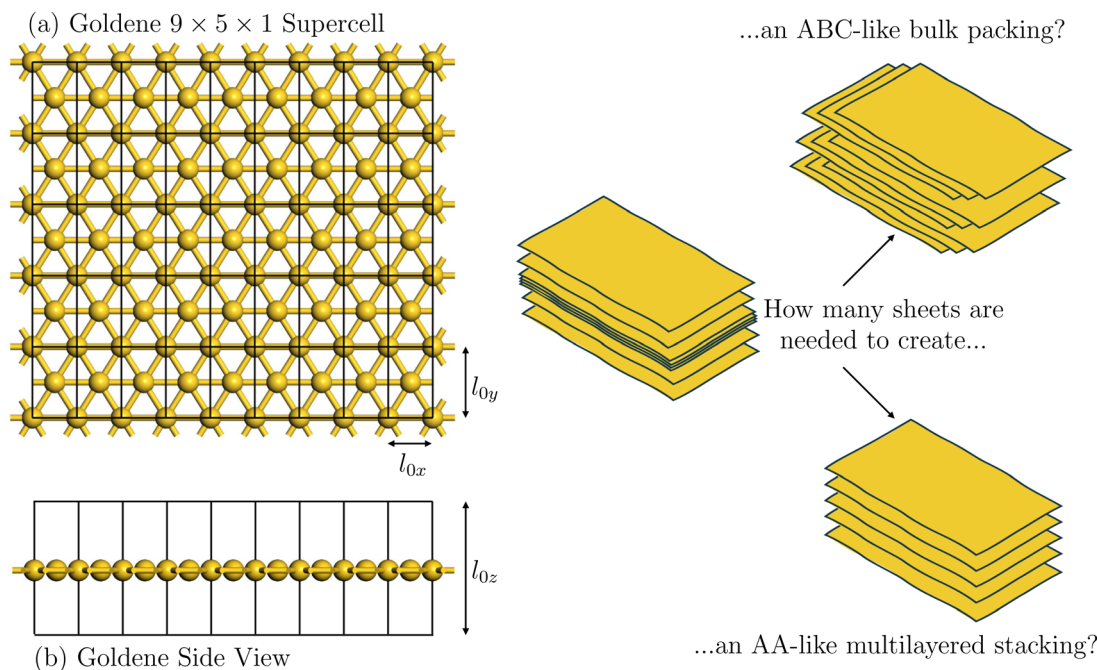 (a) Goldene 9 × 5 × 1 Supercell
l₀y
l₀x
l₀z
(b) Goldene Side View
...an ABC-like bulk packing?
How many sheets are
needed to create...
...an AA-like multilayered stacking?